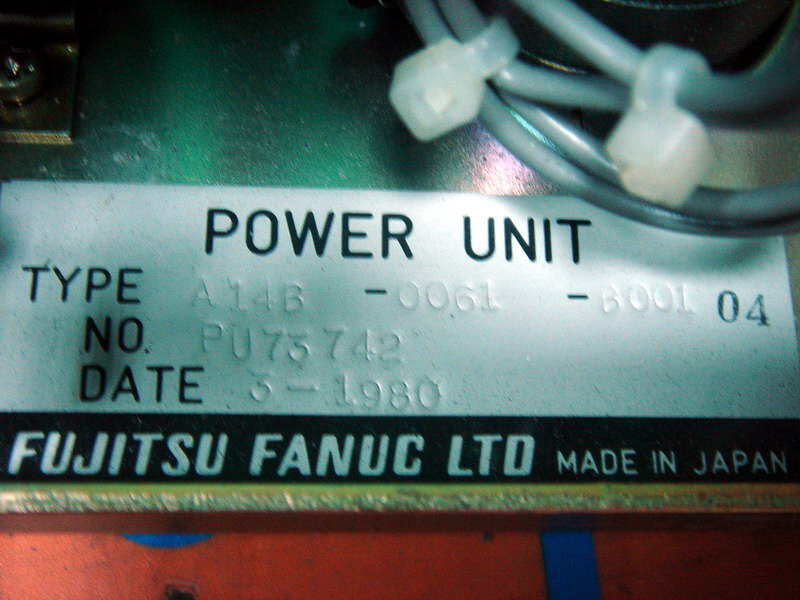 POWER UNIT
TYPE A14B -0061 -B001 04
NO. PU73742
DATE 3-1980
FUJITSU FANUC LTD MADE IN JAPAN